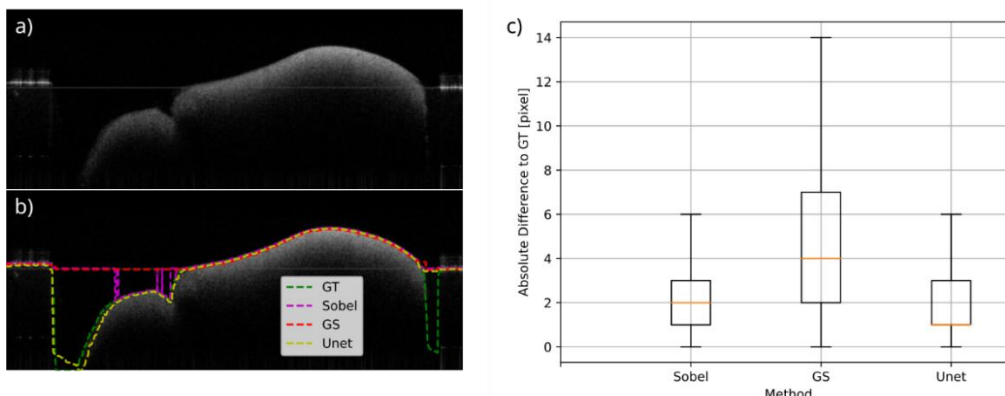 a)
b)
GT
Sobel
GS
Unet
c)
Absolute Difference to GT [pixel]
14
12
10
8
6
4
2
0
Sobel
GS
Unet
Method